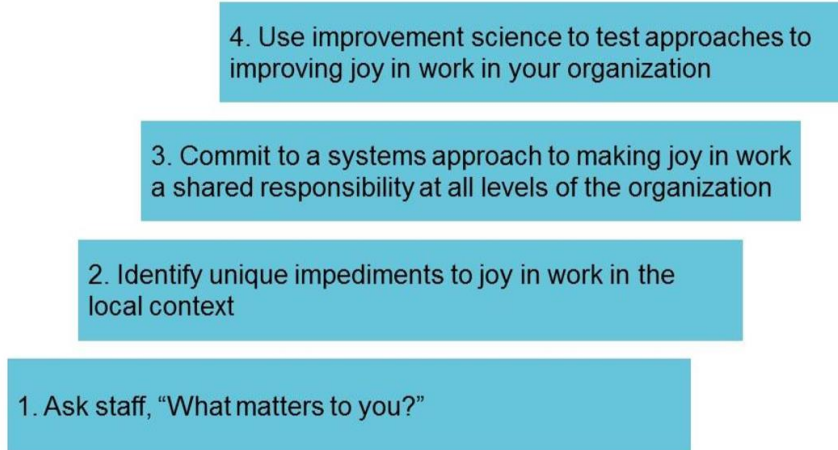 4. Use improvement science to test approaches to
improving joy in work in your organization
3. Commit to a systems approach to making joy in work
a shared responsibility at all levels of the organization
2. Identify unique impediments to joy in work in the
local context
1. Ask staff, “What matters to you?”